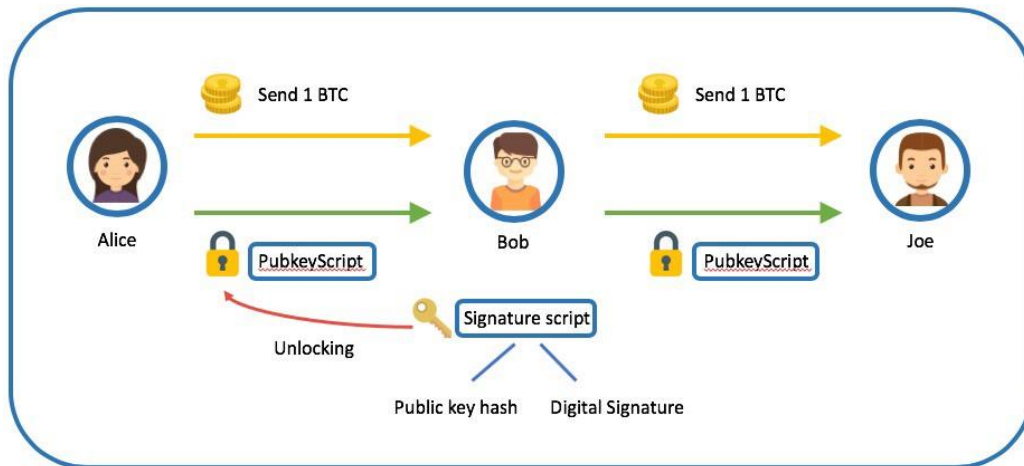 Send 1 BTC
Send 1 BTC
Alice
Bob
Joe
PubkeyScript
PubkeyScript
Signature script
Unlocking
Public key hash
Digital Signature